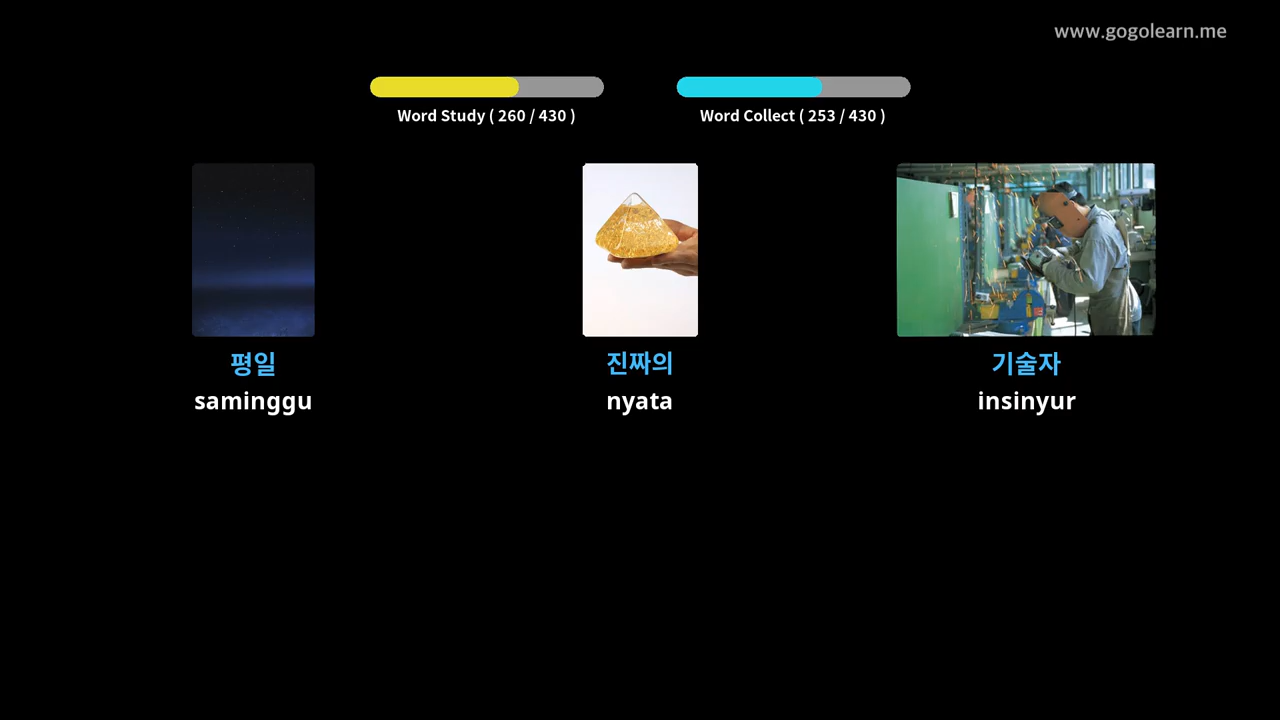 www.gogolearn.me
Word Study ( 260 / 430 )
Word Collect ( 253 / 430 )
평일
진짜의
기술자
saminggu
nyata
insinyur